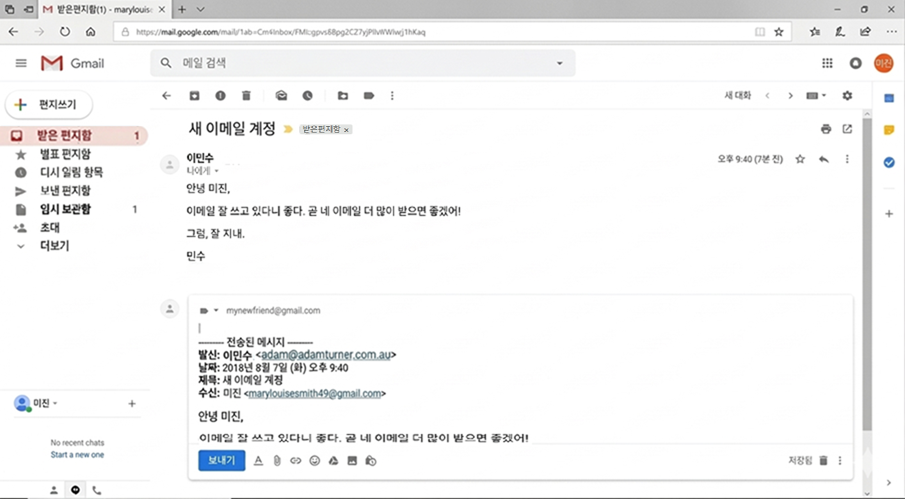 받은편지함(1) - marylouise
https://mail.google.com/mail/
Gmail
메일 검색
이진
편지쓰기
새 대화
받은 편지함 1
별표 편지함
디시 일림 항목
보낸 편지함
임시 보관함 1
초대
더보기
새 이메일 계정
받은편지함 ×
이민수
나에게
오후 9:40 (7분 진)
안녕 미진,
이메일 잘 쓰고 있다니 좋다. 곧 네 이메일 더 많이 받으면 좋겠어!
그럼, 잘 지내.
민수
mynewfriend@gmail.com
--------- 전송된 메시지 ---------
발신: 이민수 <adam@adamturner.com.au>
날짜: 2018년 8월 7일 (화) 오후 9:40
제목: 새 이메일 계정
수신: 미진 <marylouisesmith49@gmail.com>
안녕 미진,
이메일 잘 쓰고 있다니 좋다. 곧 네 이메일 더 많이 받으면 좋겠어!
보내기
저장됨
이진
No recent chats
Start a new one